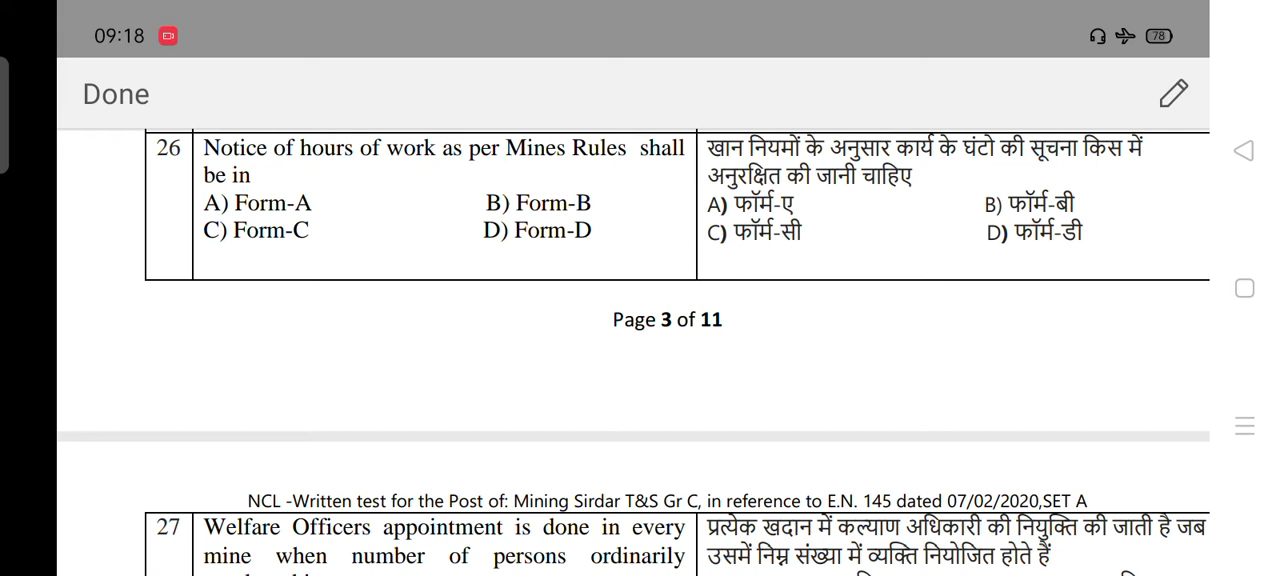 09:18
78
Done
26 Notice of hours of work as per Mines Rules shall
be in
A) Form-A B) Form-B
C) Form-C D) Form-D
खान नियमों के अनुसार कार्य के घंटो की सूचना किस में
अनुरक्षित की जानी चाहिए
A) फॉर्म-ए B) फॉर्म-बी
C) फॉर्म-सी D) फॉर्म-डी
Page 3 of 11
NCL -Written test for the Post of: Mining Sirdar T&S Gr C, in reference to E.N. 145 dated 07/02/2020,SET A
27 Welfare Officers appointment is done in every
mine when number of persons ordinarily
प्रत्येक खदान में कल्याण अधिकारी की नियुक्ति की जाती है जब
उसमें निम्न संख्या में व्यक्ति नियोजित होते हैं